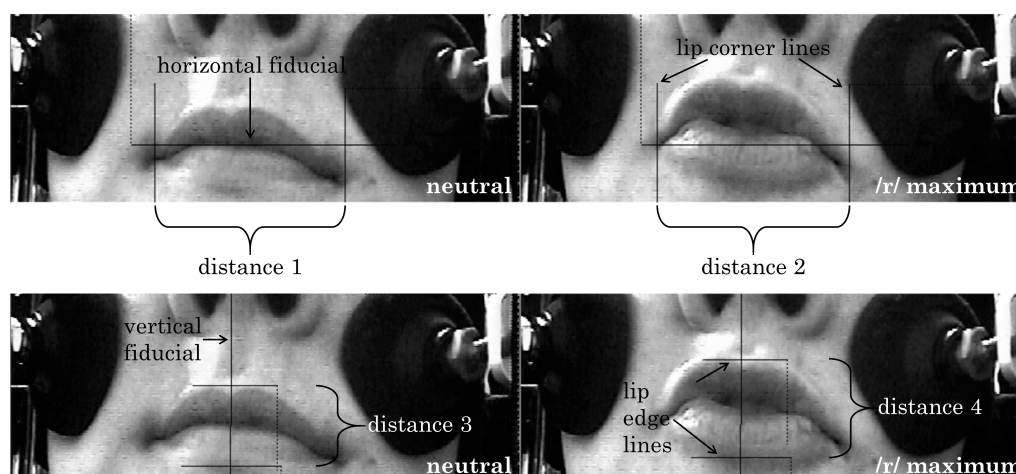 horizontal fiducial
neutral
lip corner lines
/r/ maximum
distance 1
distance 2
vertical
fiducial
distance 3
neutral
lip
edge
lines
distance 4
/r/ maximum